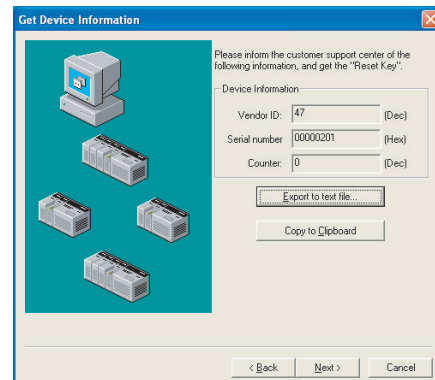 Get Device Information
Please inform the customer support center of the
following information, and get the "Reset Key".
Device Information
Vendor ID: 47 (Dec)
Serial number 00000201 (Hex)
Counter: 0 (Dec)
Export to text file...
Copy to Clipboard
< Back Next > Cancel